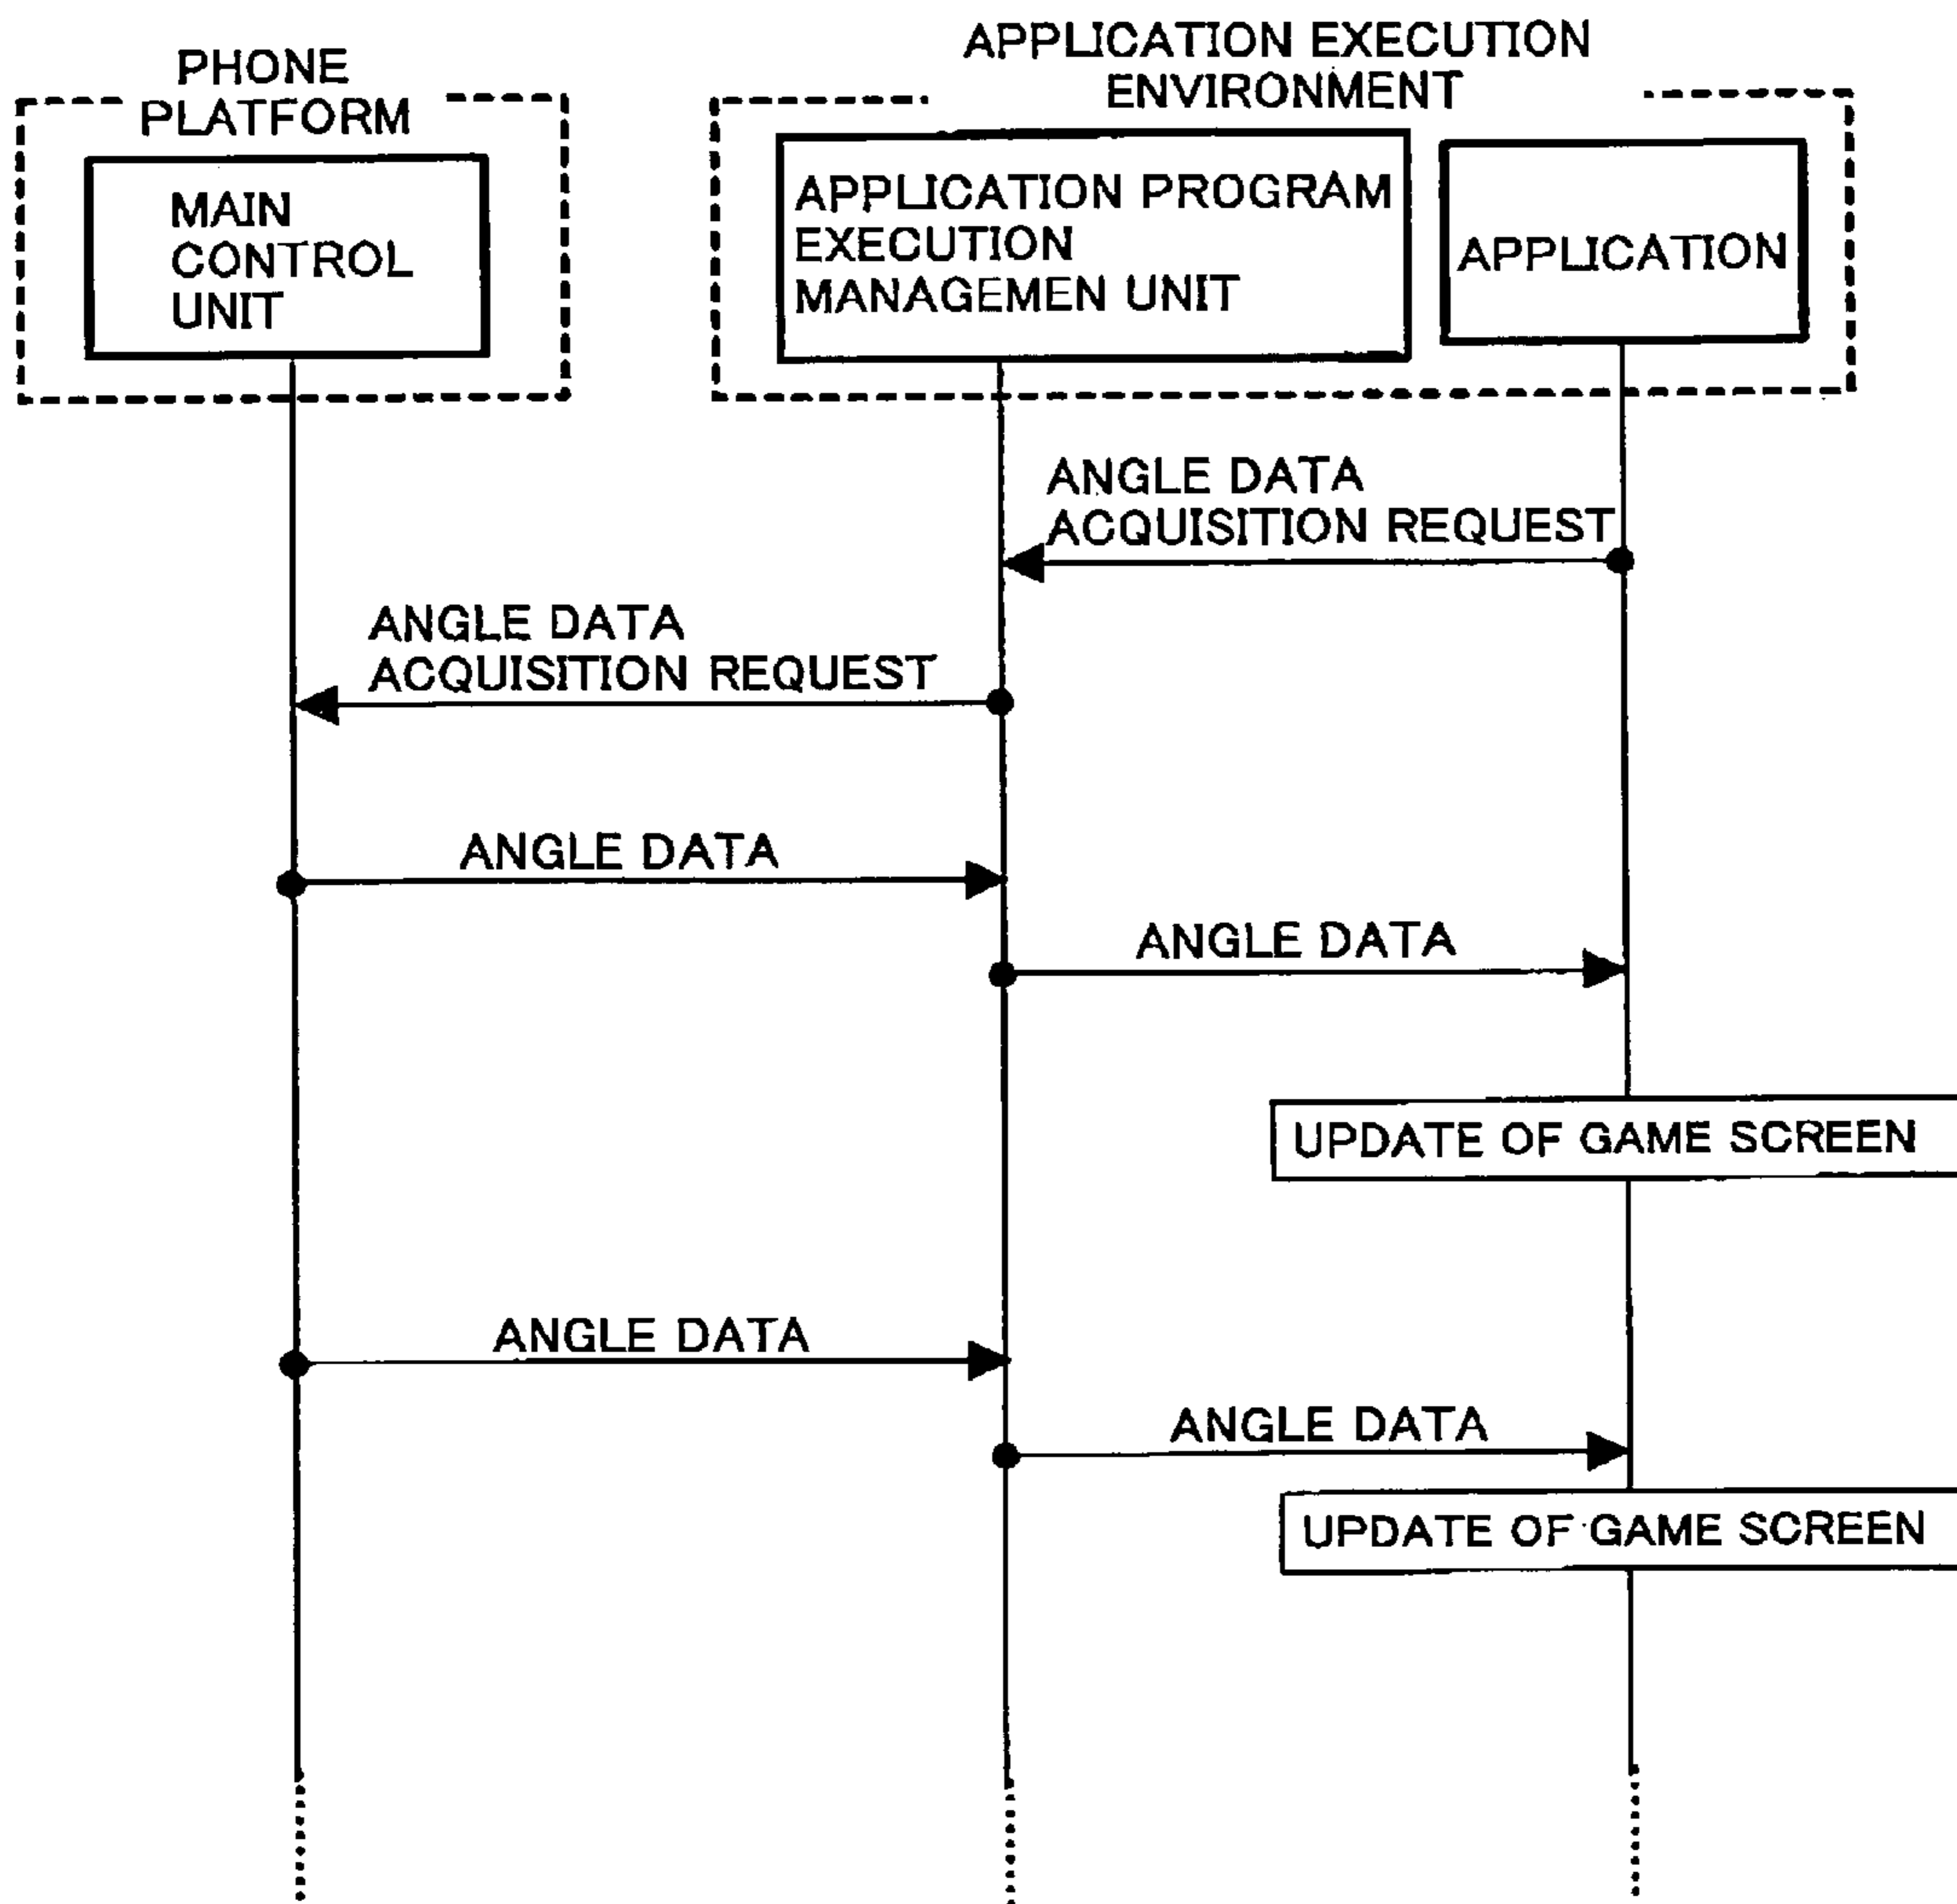 PHONE
PLATFORM
APPLICATION EXECUTION
ENVIRONMENT
MAIN
CONTROL
UNIT
APPLICATION PROGRAM
EXECUTION
MANAGEMEN UNIT
APPLICATION
ANGLE DATA
ACQUISITION REQUEST
ANGLE DATA
ACQUISITION REQUEST
ANGLE DATA
ANGLE DATA
UPDATE OF GAME SCREEN
ANGLE DATA
ANGLE DATA
UPDATE OF GAME SCREEN